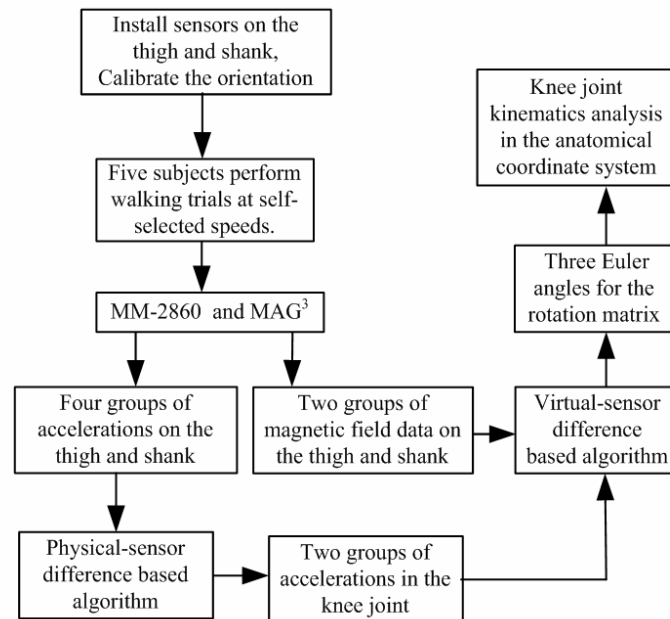 Install sensors on the
thigh and shank,
Calibrate the orientation
Five subjects perform
walking trials at self-
selected speeds.
MM-2860 and MAG³
Four groups of
accelerations on the
thigh and shank
Two groups of
magnetic field data on
the thigh and shank
Physical-sensor
difference based
algorithm
Two groups of
accelerations in the
knee joint
Virtual-sensor
difference
based algorithm
Three Euler
angles for the
rotation matrix
Knee joint
kinematics analysis
in the anatomical
coordinate system